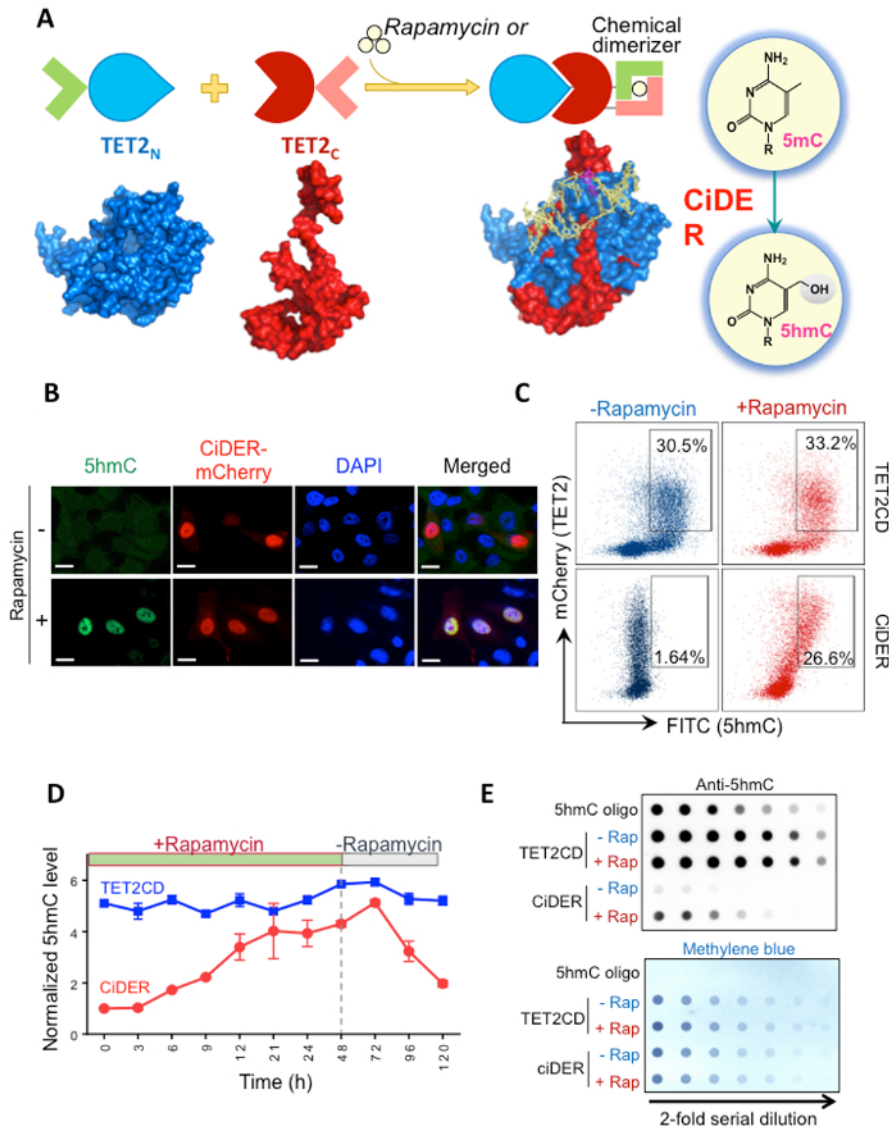 A
Rapamycin or
Chemical
dimerizer
TET2N
TET2C
NH2
N
O
N
R
5mC
CiDE
R
NH2
N
OH
O
N
R
5hmC
B
5hmC
CiDER-
mCherry
DAPI
Merged
Rapamycin
-
+
C
-Rapamycin
+Rapamycin
30.5%
33.2%
TET2CD
1.64%
26.6%
CiDER
mCherry (TET2)
FITC (5hmC)
D
+Rapamycin
-Rapamycin
Normalized 5hmC level
6
4
2
0
TET2CD
CiDER
0 3 6 9 12 21 24 48 72 96 120
Time (h)
E
Anti-5hmC
5hmC oligo
TET2CD
- Rap
+ Rap
CiDER
- Rap
+ Rap
Methylene blue
5hmC oligo
TET2CD
- Rap
+ Rap
ciDER
- Rap
+ Rap
2-fold serial dilution